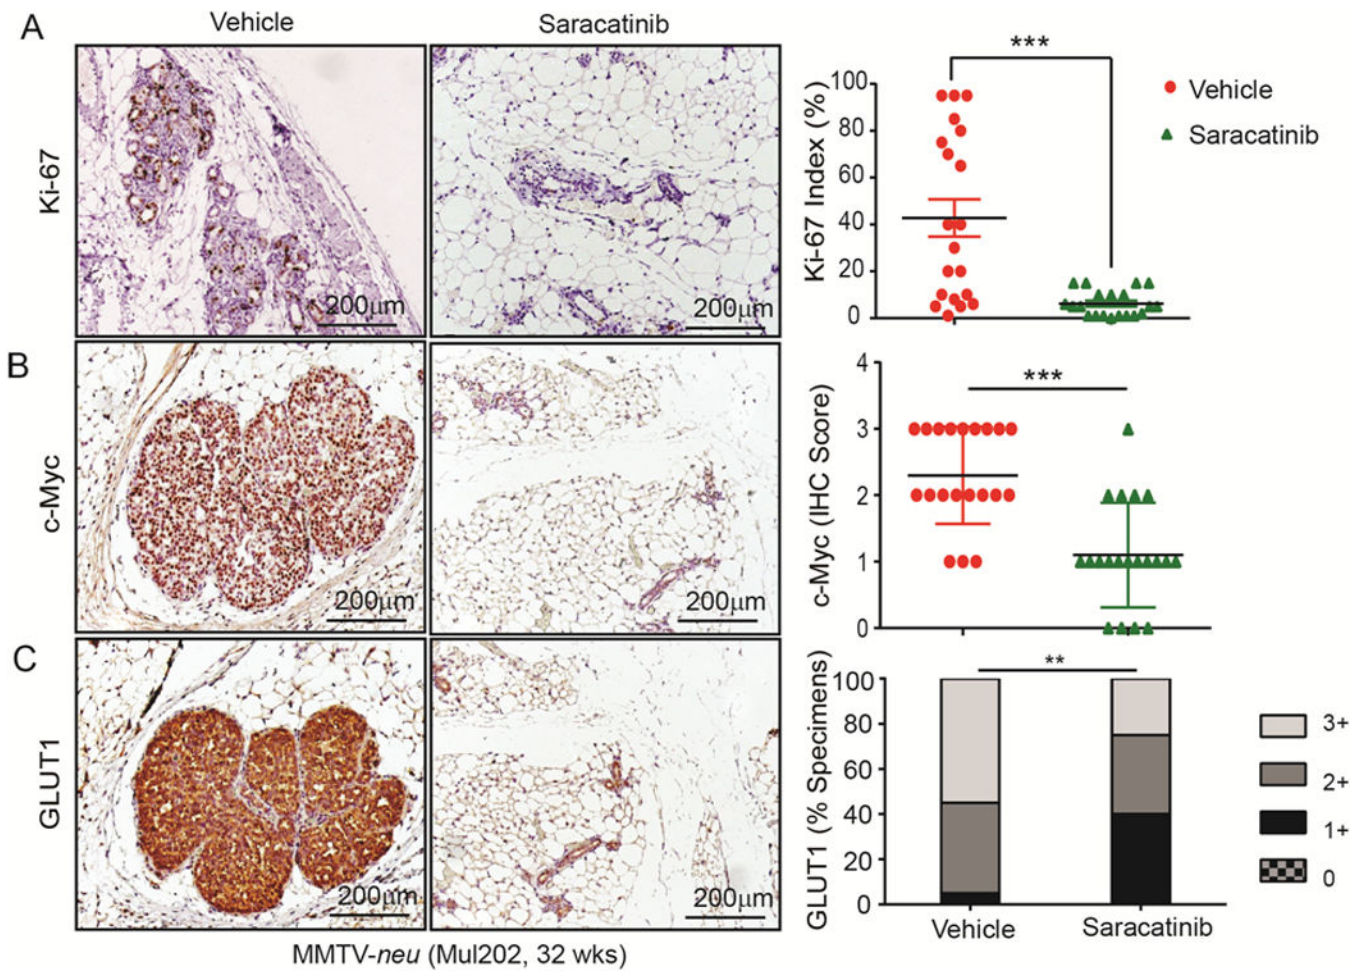 A
Vehicle
Saracatinib
Ki-67
200μm
200μm
***
Ki-67 Index (%)
100
80
60
40
20
0
Vehicle
Saracatinib
B
c-Myc
200μm
200μm
***
c-Myc (IHC Score)
4
3
2
1
0
C
GLUT1
200μm
200μm
**
GLUT1 (% Specimens)
100
80
60
40
20
0
Vehicle
Saracatinib
3+
2+
1+
0
MMTV-neu (Mul202, 32 wks)